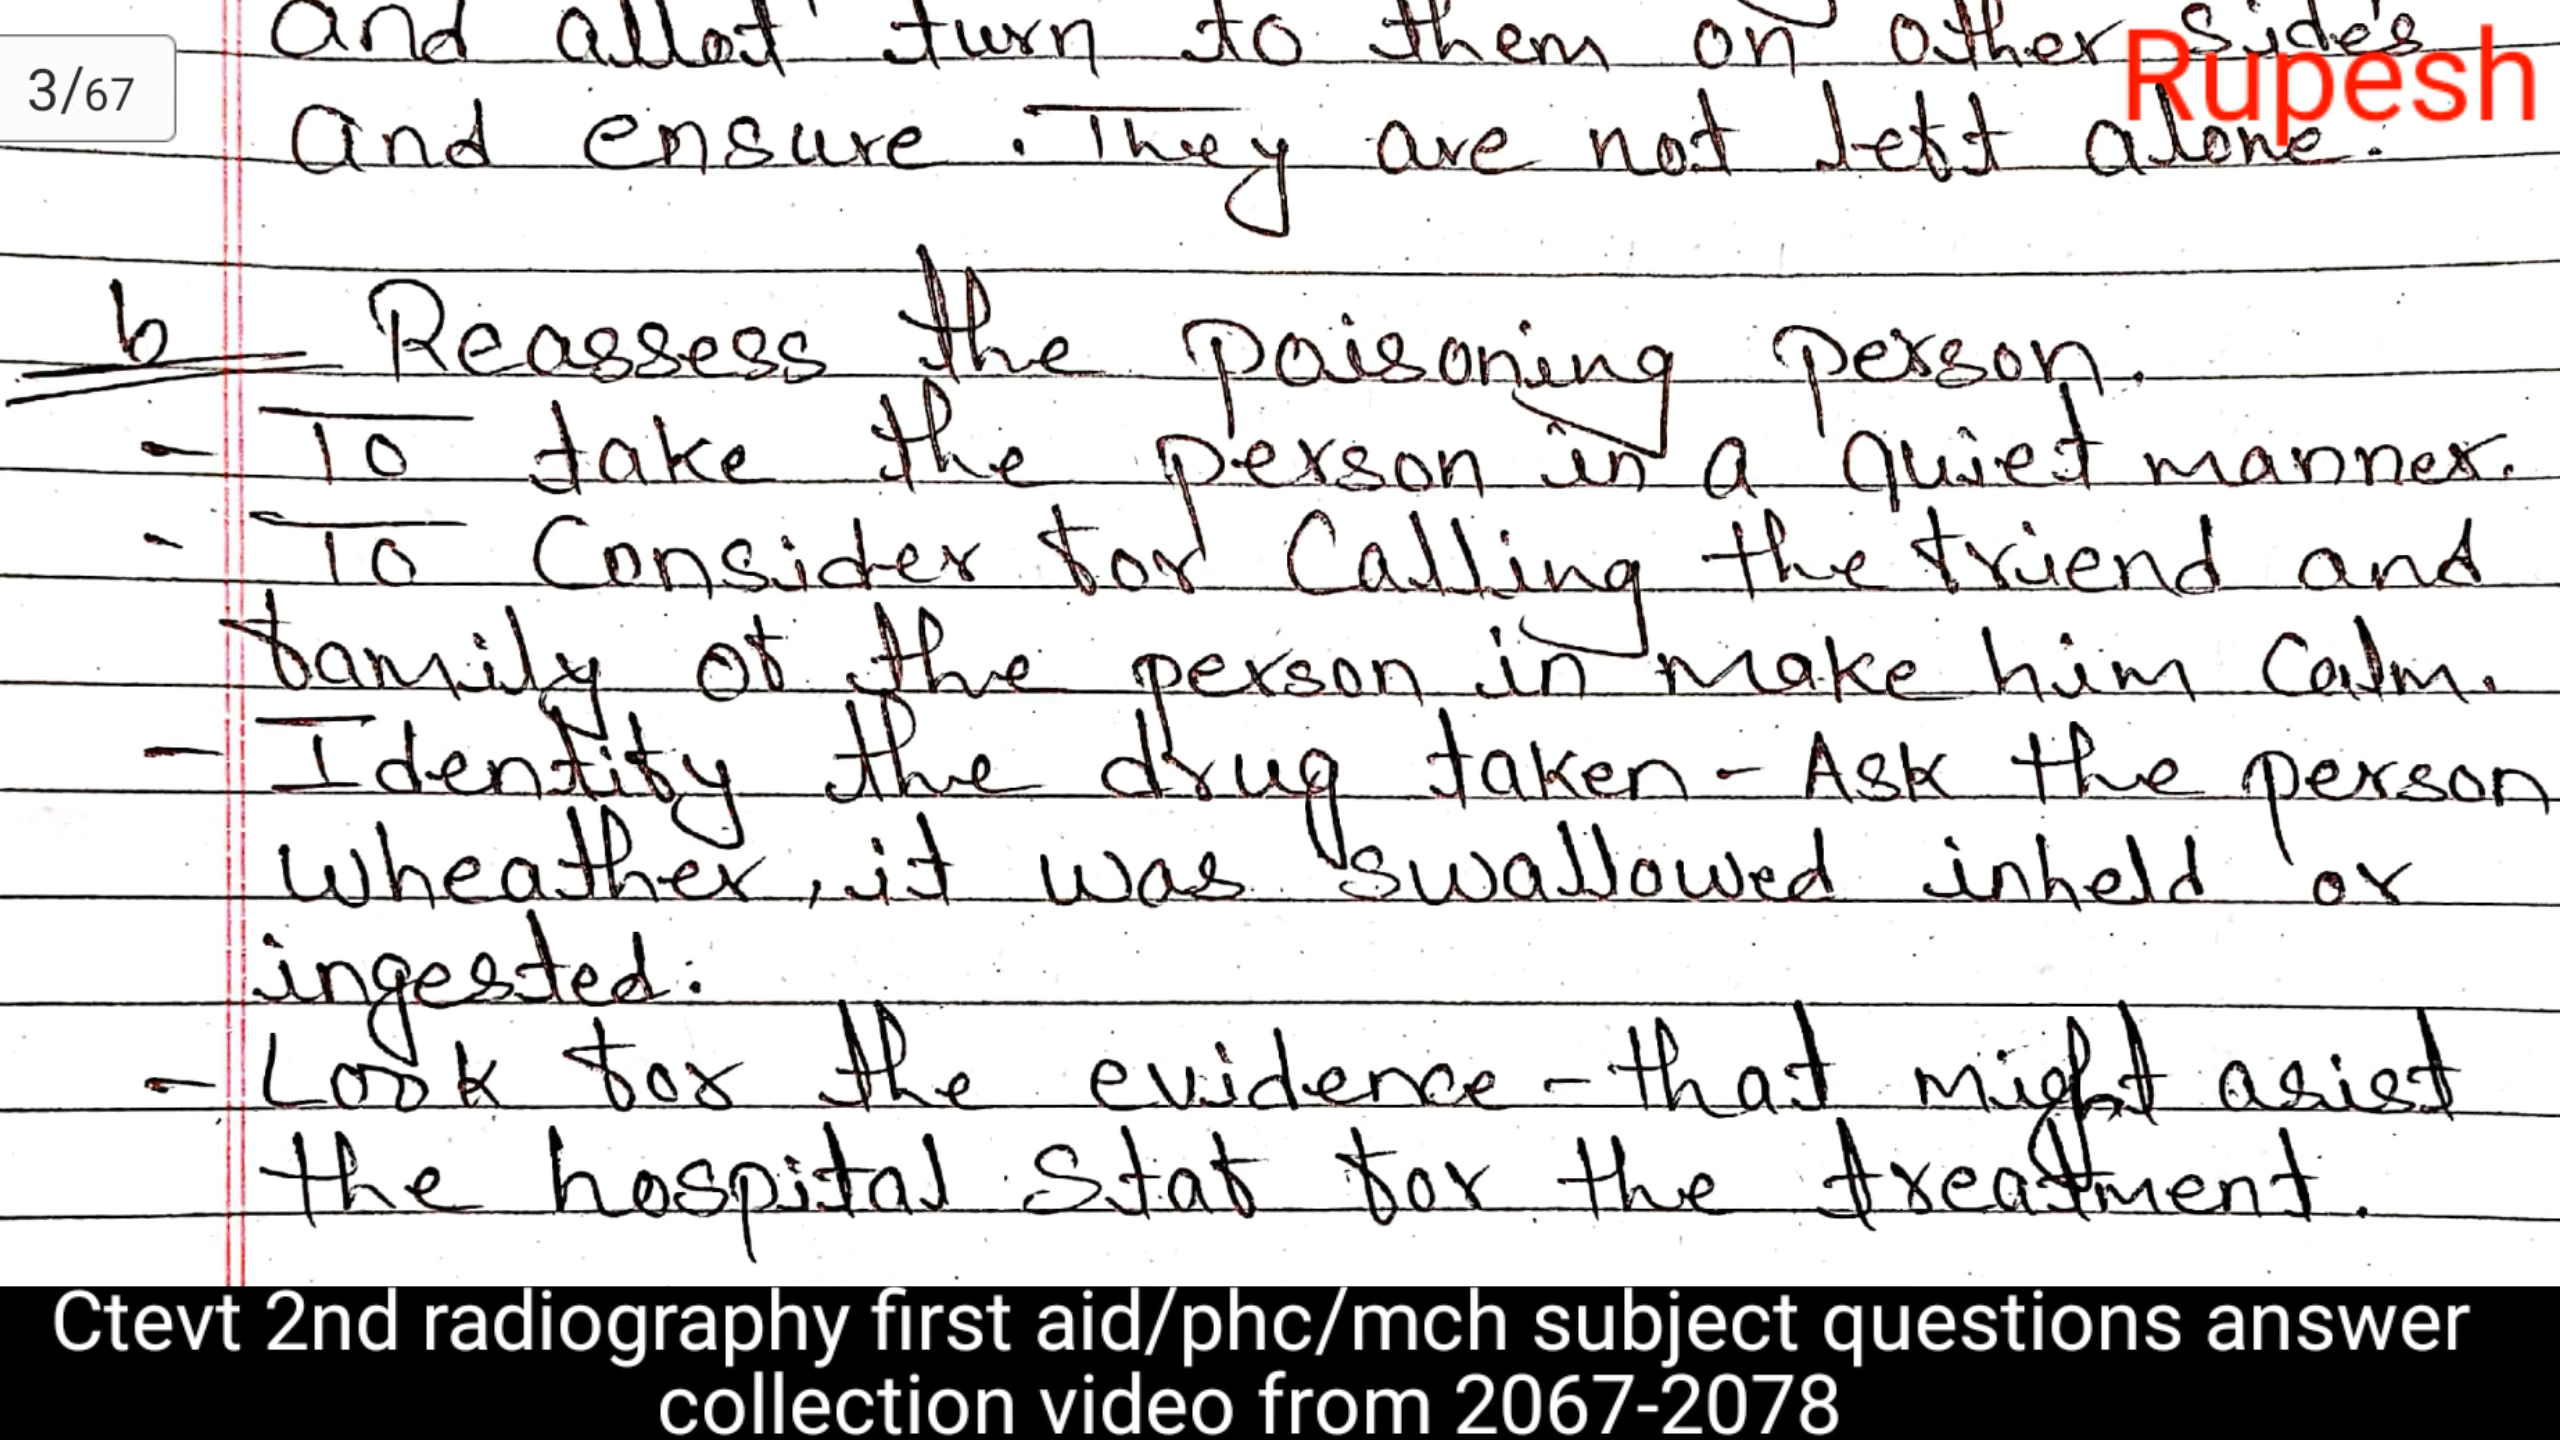 and allot turn to them on other sides
Rupesh
3/67
and ensure. They are not left alone.
b Reassess the poisoning person.
- To take the person in a quiet manner.
- To Consider for Calling the friend and
family of the person in make him Calm.
- Identify the drug taken - Ask the person
wheather, it was swallowed inheld or
ingested.
- Look for the evidence - that might asist
the hospital Staf for the treatment.
Ctevt 2nd radiography first aid/phc/mch subject questions answer
collection video from 2067-2078